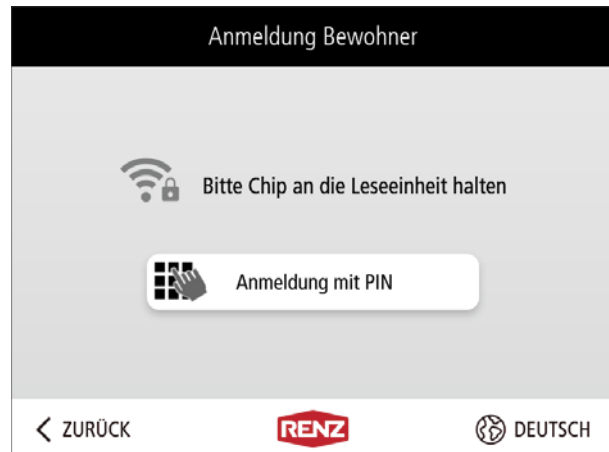 Anmeldung Bewohner
Bitte Chip an die Leseeinheit halten
Anmeldung mit PIN
ZURÜCK
RENZ
DEUTSCH